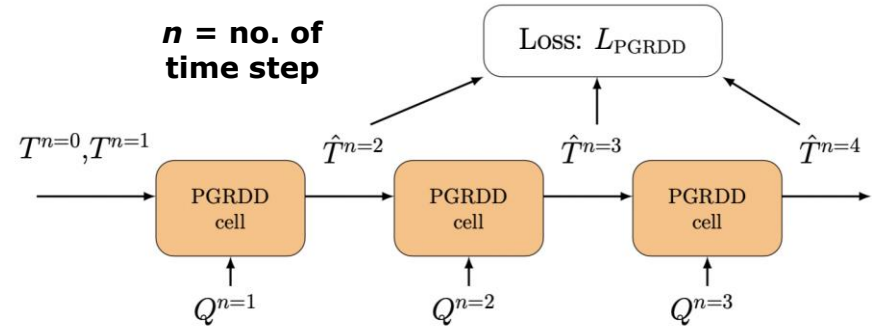 n = no. of
time step
Loss: L_PGRDD
T^{n=0},T^{n=1}
T̂^{n=2}
T̂^{n=3}
T̂^{n=4}
PGRDD
cell
PGRDD
cell
PGRDD
cell
Q^{n=1}
Q^{n=2}
Q^{n=3}